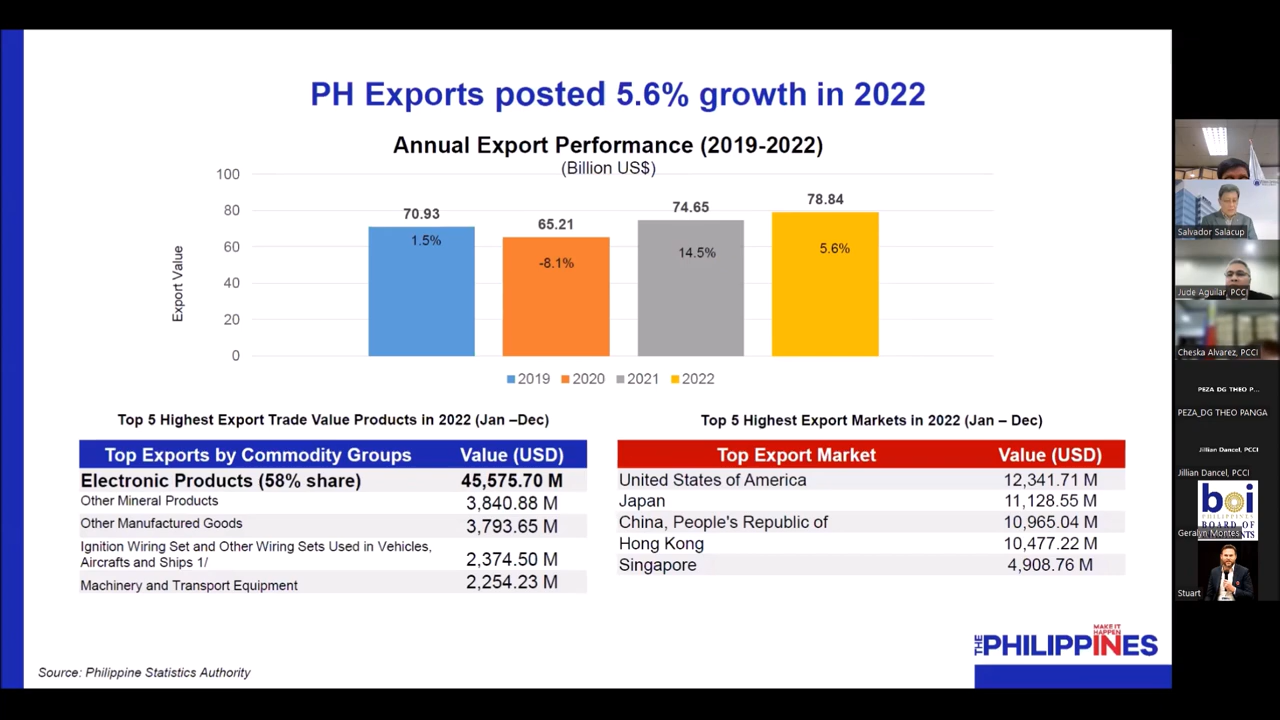 PH Exports posted 5.6% growth in 2022
Annual Export Performance (2019-2022)
(Billion US$)
Export Value
100
80
60
40
20
0
70.93
1.5%
65.21
-8.1%
74.65
14.5%
78.84
5.6%
2019 2020 2021 2022
Top 5 Highest Export Trade Value Products in 2022 (Jan –Dec)
Top Exports by Commodity Groups Value (USD)
Electronic Products (58% share) 45,575.70 M
Other Mineral Products 3,840.88 M
Other Manufactured Goods 3,793.65 M
Ignition Wiring Set and Other Wiring Sets Used in Vehicles,
Aircrafts and Ships 1/ 2,374.50 M
Machinery and Transport Equipment 2,254.23 M
Top 5 Highest Export Markets in 2022 (Jan – Dec)
Top Export Market Value (USD)
United States of America 12,341.71 M
Japan 11,128.55 M
China, People's Republic of 10,965.04 M
Hong Kong 10,477.22 M
Singapore 4,908.76 M
Source: Philippine Statistics Authority
MAKE IT
HAPPEN
THE PHILIPPINES
Salvador Salacup
Jude Aguilar, PCCI
Cheska Alvarez, PCCI
PEZA DG THEO P...
PEZA_DG THEO PANGA
Jillian Dancel, PCCI
Jillian Dancel, PCCI
boi
PHILIPPINES
BOARD OF
Geralyn Montes
Stuart